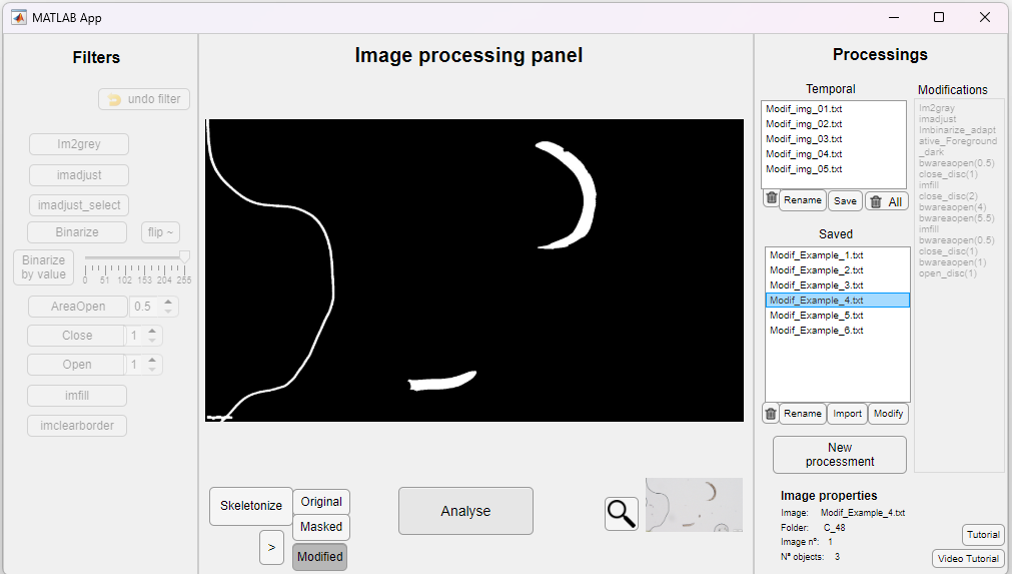 MATLAB App
Filters
undo filter
Im2grey
imadjust
imadjust_select
Binarize
flip ~
Binarize
by value
0 51 102 153 204 255
AreaOpen
0.5
Close
1
Open
1
imfill
imclearborder
Image processing panel
Skeletonize
Original
Masked
Modified
>
Analyse
Processings
Temporal
Modif_img_01.txt
Modif_img_02.txt
Modif_img_03.txt
Modif_img_04.txt
Modif_img_05.txt
Rename
Save
All
Saved
Modif_Example_1.txt
Modif_Example_2.txt
Modif_Example_3.txt
Modif_Example_4.txt
Modif_Example_5.txt
Modif_Example_6.txt
Rename
Import
Modify
New
processment
Modifications
Im2gray
imadjust
Imbinarize_adapt
ative_Foreground
_dark
bwareaopen(0.5)
close_disc(1)
imfill
close_disc(2)
bwareaopen(4)
bwareaopen(5.5)
imfill
bwareaopen(0.5)
close_disc(1)
bwareaopen(1)
open_disc(1)
Image properties
Image: Modif_Example_4.txt
Folder: C_48
Image nº: 1
Nº objects: 3
Tutorial
Video Tutorial